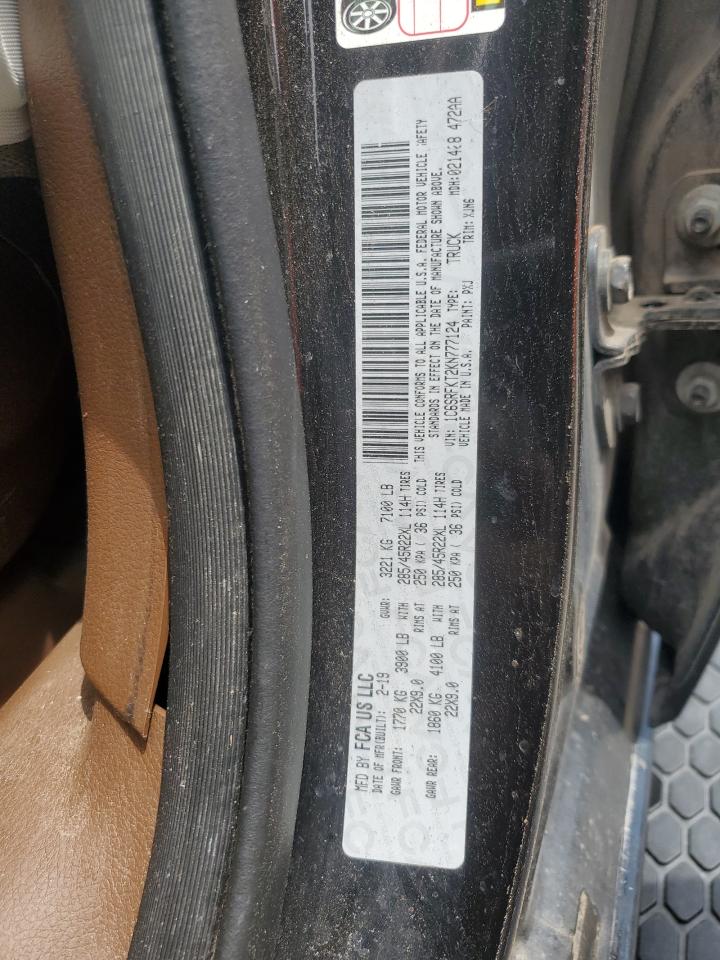 MFD BY FCA US LLC
DATE OF MFR(BUILT): 2-19 GVWR: 3221 KG 7100 LB
GAWR FRONT: 1770 KG 3900 LB WITH 285/45R22XL 114H TIRES
22X9.0 RIMS AT 250 KPA ( 36 PSI) COLD
GAWR REAR: 1860 KG 4100 LB WITH 285/45R22XL 114H TIRES
22X9.0 RIMS AT 250 KPA ( 36 PSI) COLD
THIS VEHICLE CONFORMS TO ALL APPLICABLE U.S.A. FEDERAL MOTOR VEHICLE SAFETY
STANDARDS IN EFFECT ON THE DATE OF MANUFACTURE SHOWN ABOVE.
VIN: 1C6SRFKT2KN777124 TYPE: TRUCK MDH: 472AA
VEHICLE MADE IN U.S.A. PAINT: PXJ TRIM: XJN6